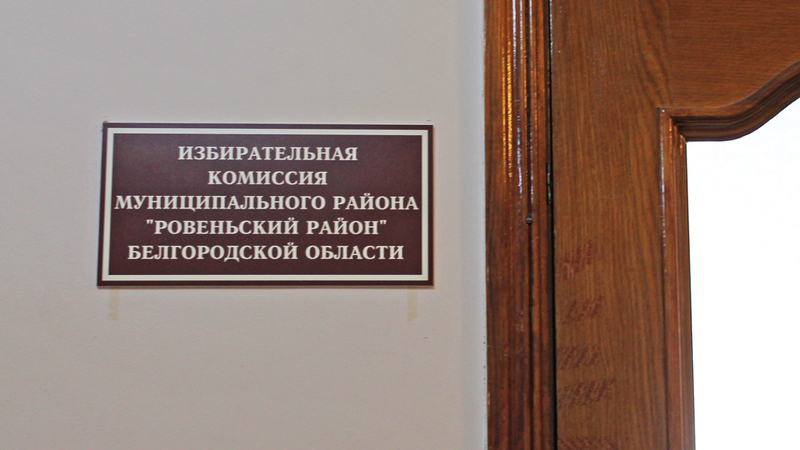 ИЗБИРАТЕЛЬНАЯ
КОМИССИЯ
МУНИЦИПАЛЬНОГО РАЙОНА
"РОВЕНЬСКИЙ РАЙОН"
БЕЛГОРОДСКОЙ ОБЛАСТИ